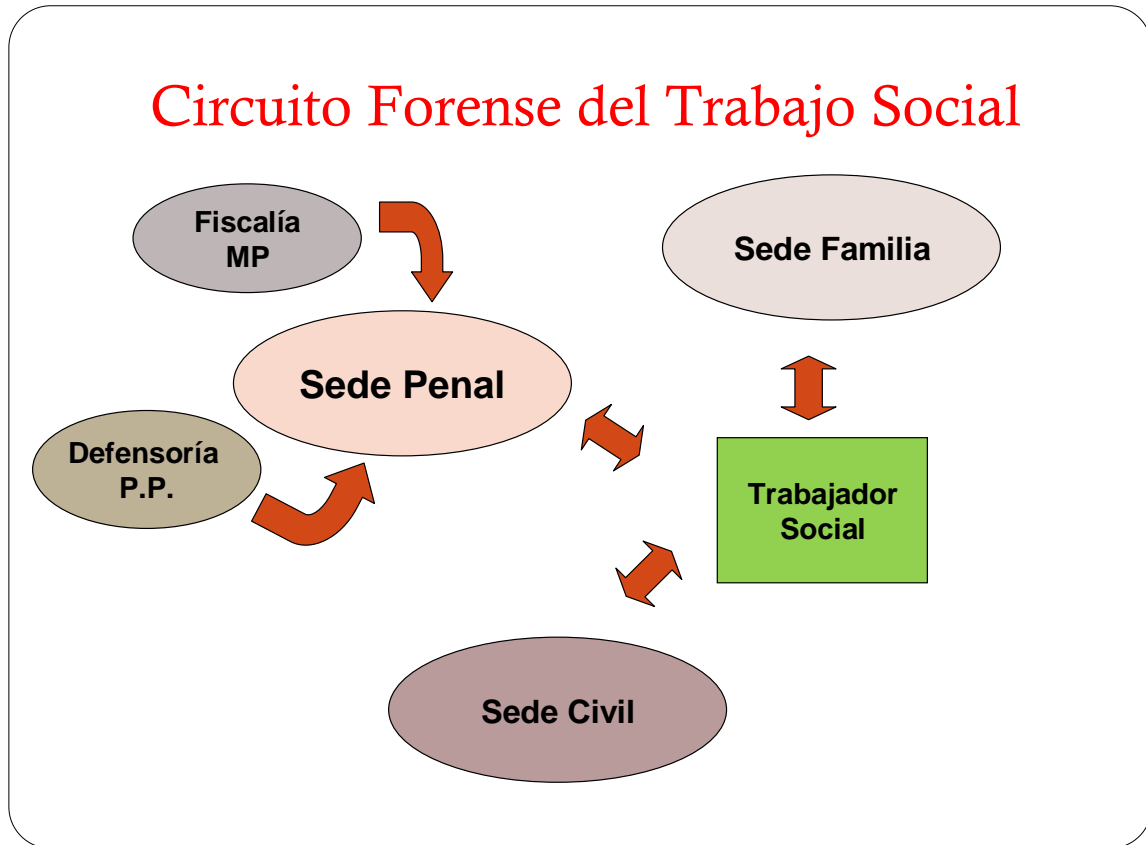 Circuito Forense del Trabajo Social
Fiscalía
MP
Sede Familia
Sede Penal
Defensoría
P.P.
Trabajador
Social
Sede Civil